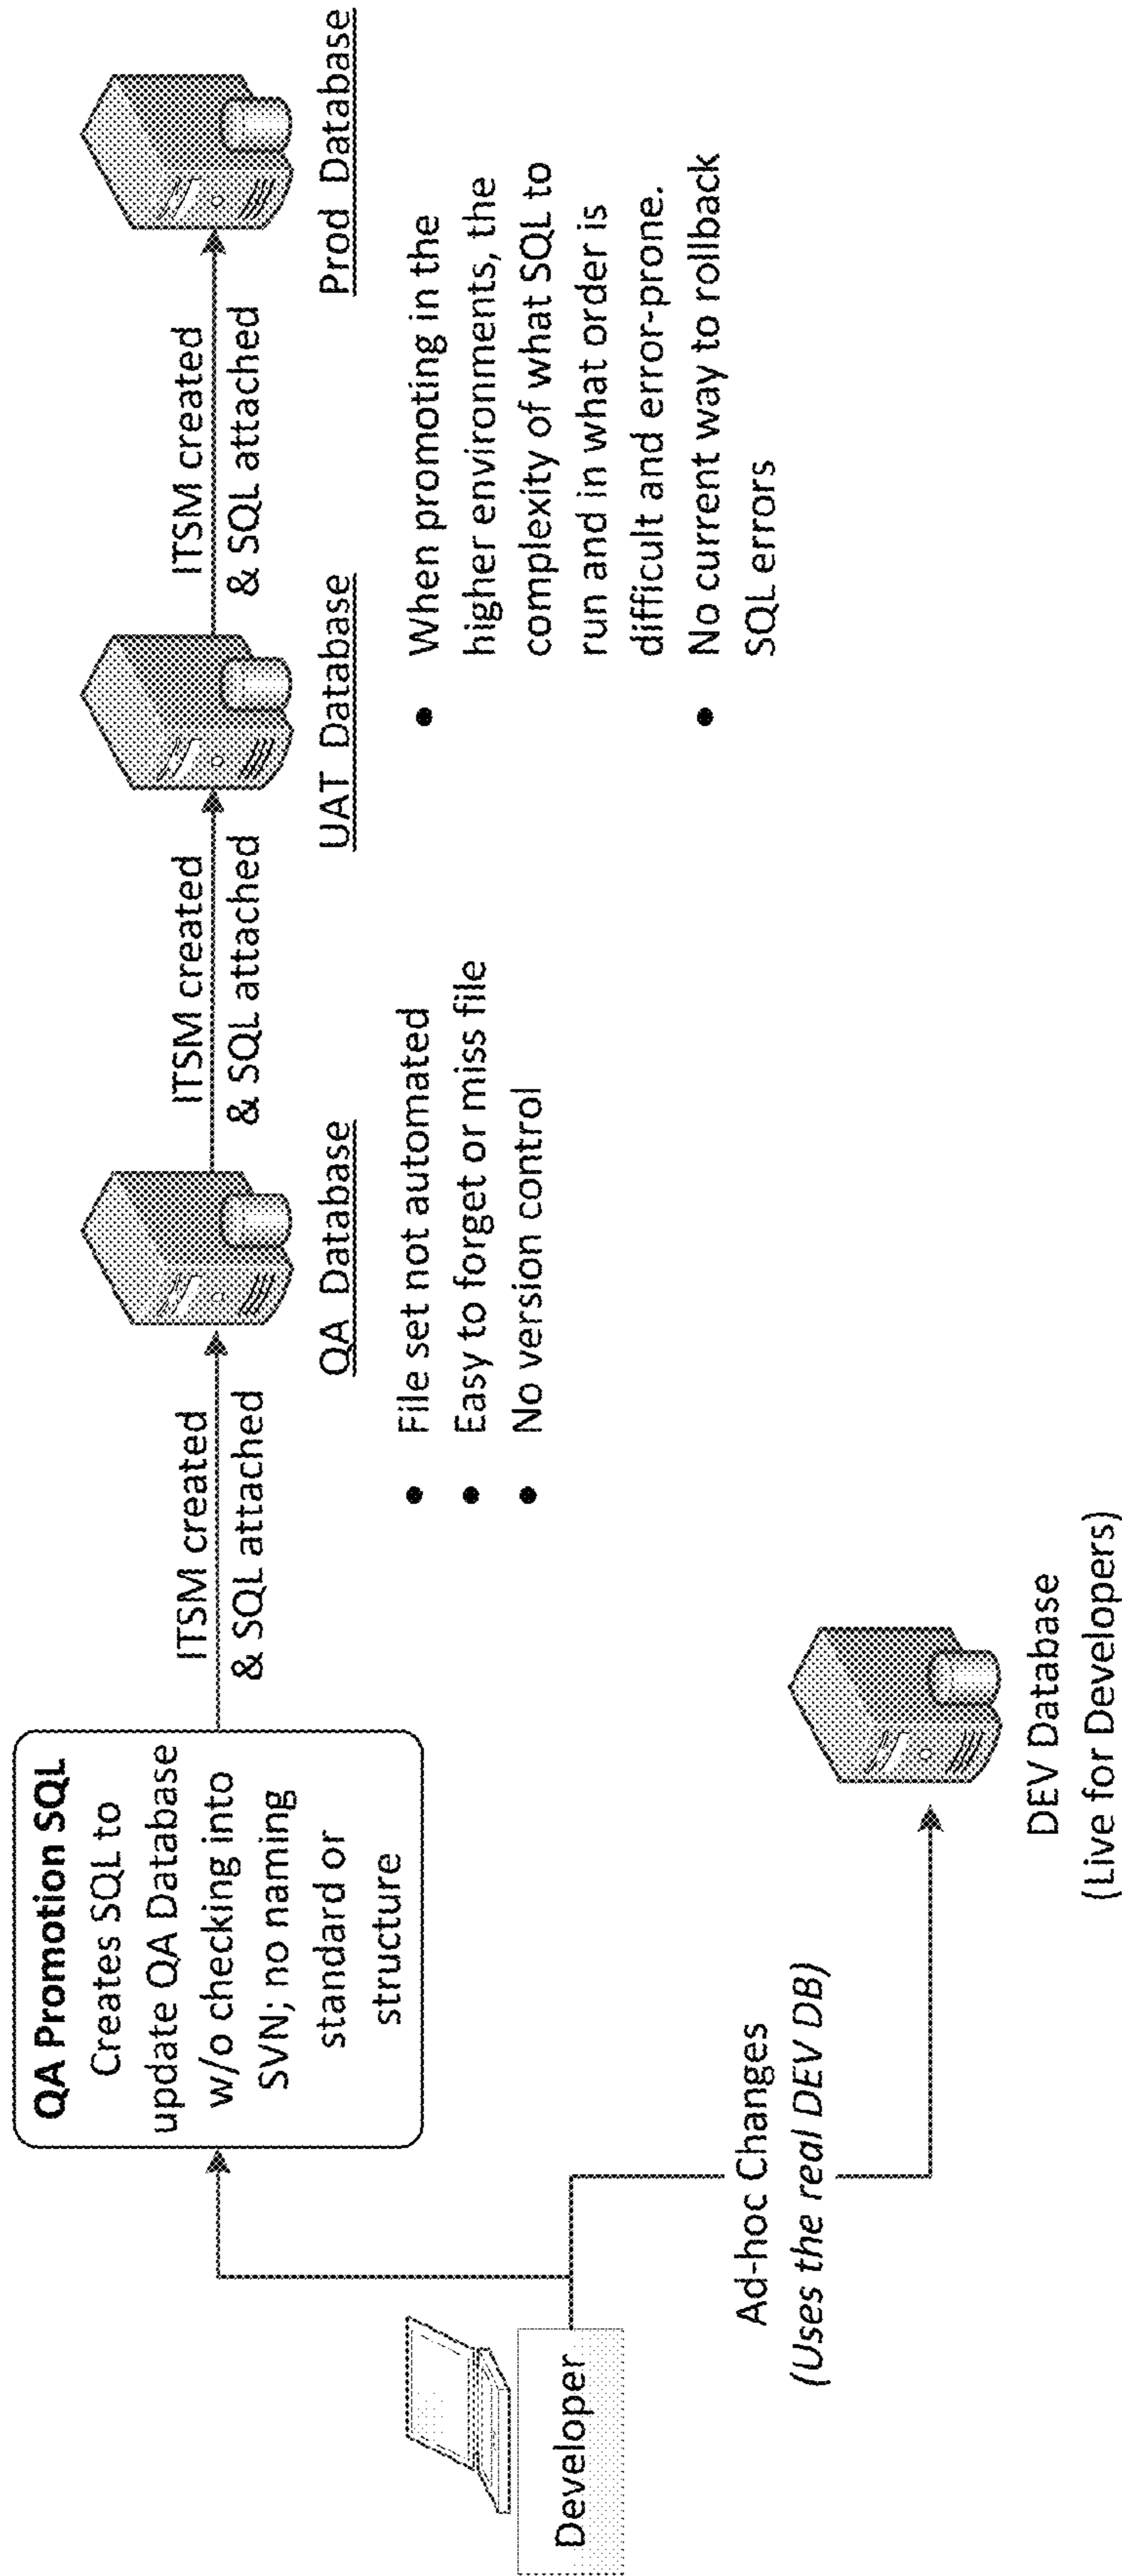 QA Promotion SQL
Creates SQL to
update QA Database
w/o checking into
SVN; no naming
standard or
structure
ITSM created
& SQL attached
ITSM created
& SQL attached
ITSM created
& SQL attached
QA Database
UAT Database
Prod Database
• File set not automated
• Easy to forget or miss file
• No version control
• When promoting in the
higher environments, the
complexity of what SQL to
run and in what order is
diffficult and error-prone.
• No current way to rollback
SQL errors
Developer
Ad-hoc Changes
(Uses the real DEV DB)
DEV Database
(Live for Developers)